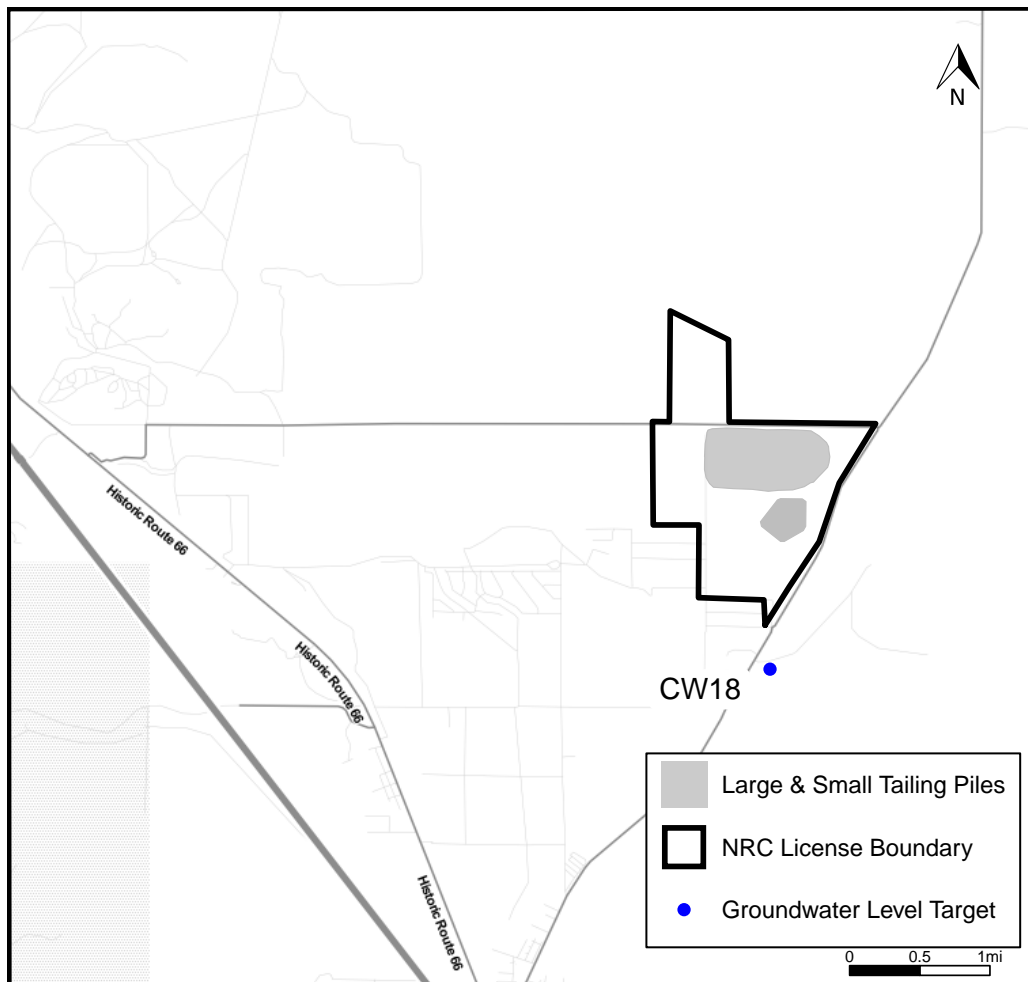 N
Historic Route 66
Historic Route 66
CW18
Historic Route 66
Large & Small Tailing Piles
NRC License Boundary
Groundwater Level Target
0 0.5 1mi